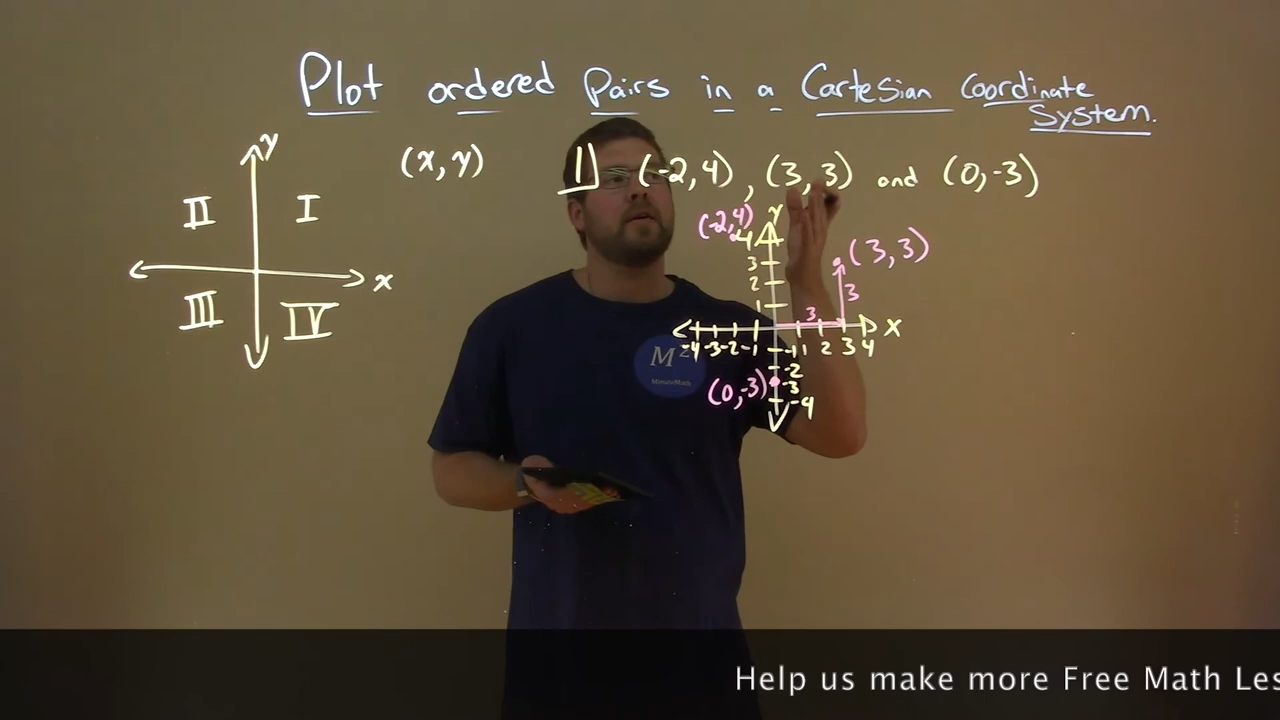 Plot ordered Pairs in a Cartesian Coordinate
System.
y
(x, y)
1 (-2,4), (3,3) and (0,-3)
II I
x
III IV
(-2,4) y
4
3
2
1
(3,3)
3
3
x
-4 -3 -2 -1 1 2 3 4
-1
-2
-3
-4
(0,-3)
M²
MinuteMath
Help us make more Free Math Les